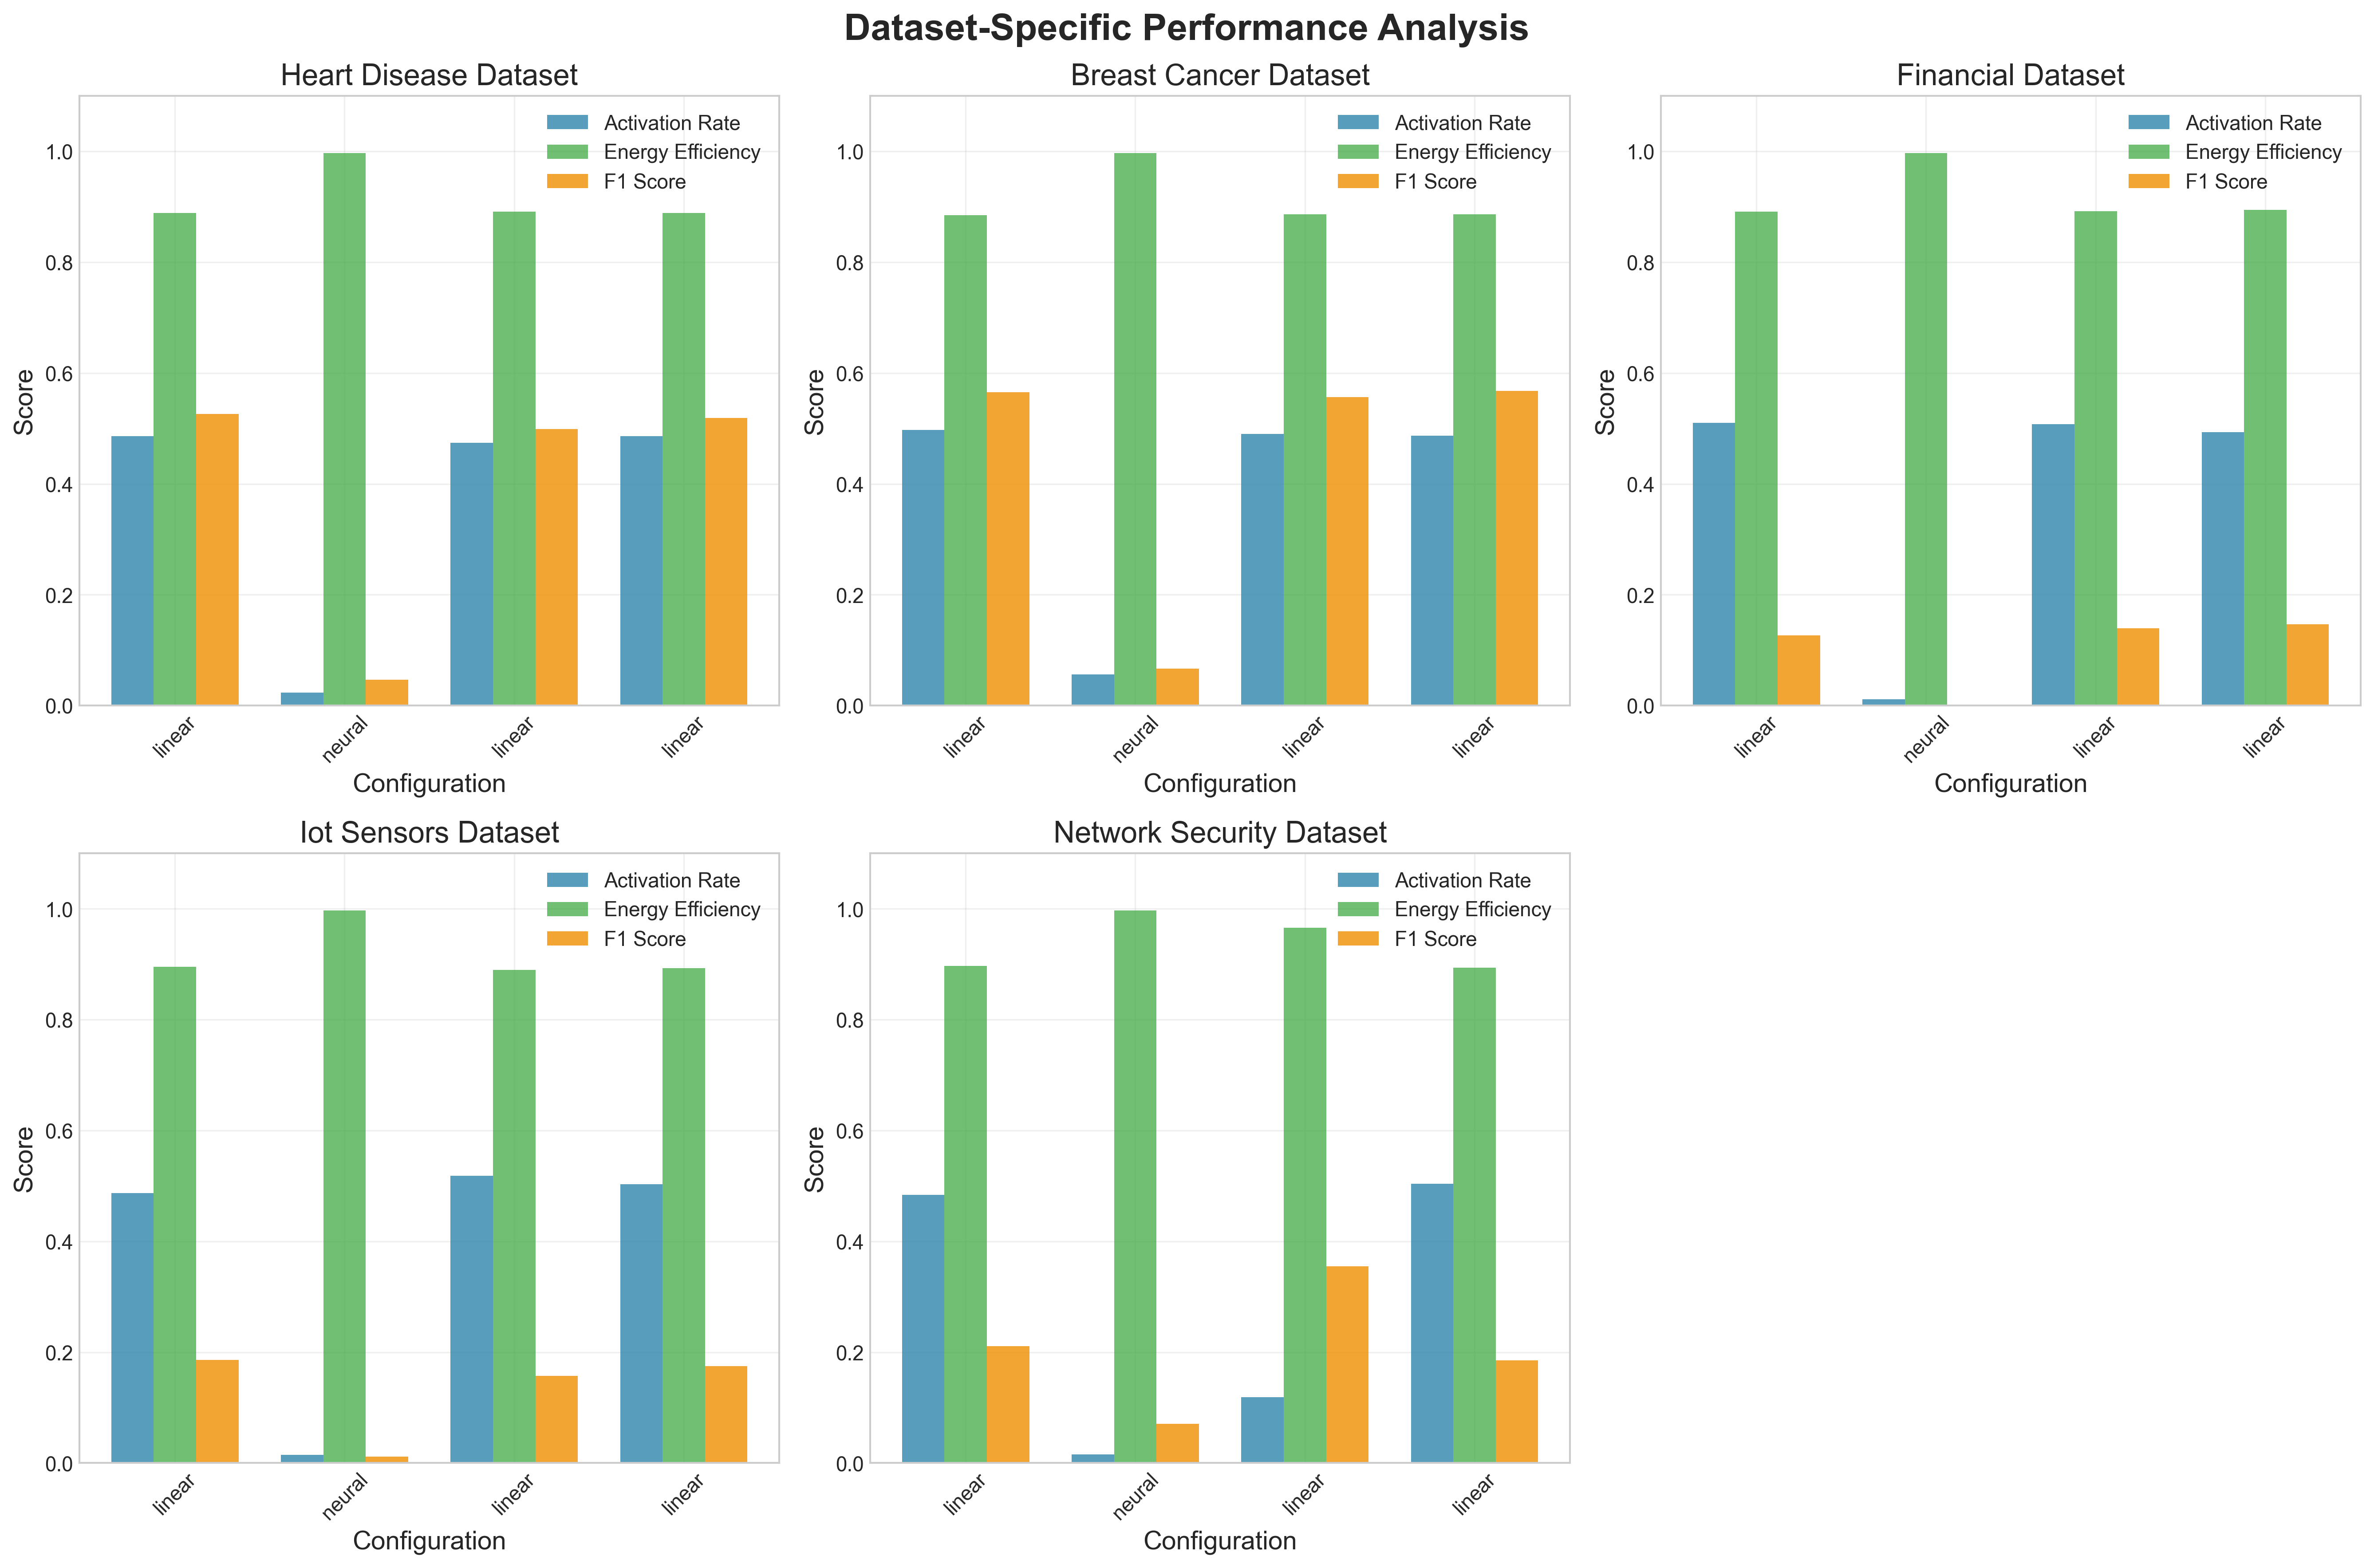 Dataset-Specific Performance Analysis
Heart Disease Dataset
Activation Rate
Energy Efficiency
F1 Score
1.0
0.8
0.6
0.4
0.2
0.0
Score
linear
neural
linear
linear
Configuration
Breast Cancer Dataset
Activation Rate
Energy Efficiency
F1 Score
1.0
0.8
0.6
0.4
0.2
0.0
Score
linear
neural
linear
linear
Configuration
Financial Dataset
Activation Rate
Energy Efficiency
F1 Score
1.0
0.8
0.6
0.4
0.2
0.0
Score
linear
neural
linear
linear
Configuration
Iot Sensors Dataset
Activation Rate
Energy Efficiency
F1 Score
1.0
0.8
0.6
0.4
0.2
0.0
Score
linear
neural
linear
linear
Configuration
Network Security Dataset
Activation Rate
Energy Efficiency
F1 Score
1.0
0.8
0.6
0.4
0.2
0.0
Score
linear
neural
linear
linear
Configuration